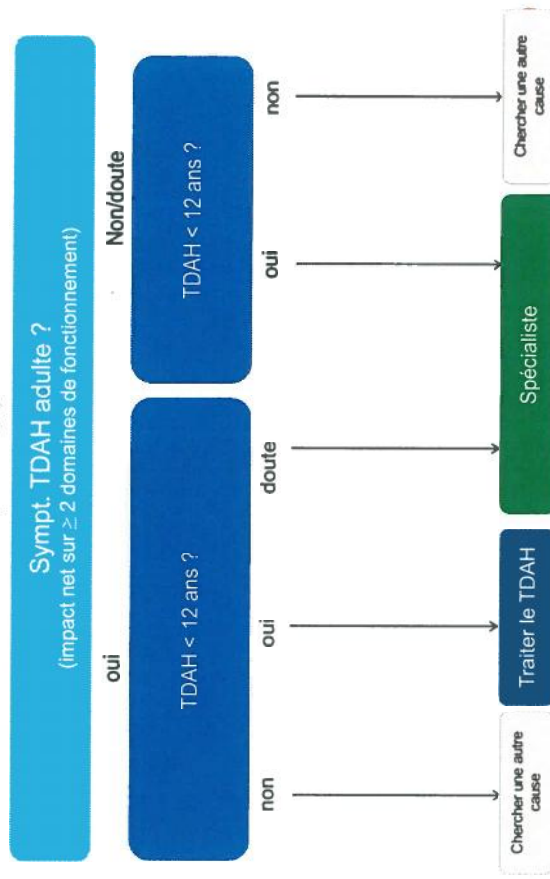 Sympt. TDAH adulte ?
(impact net sur ≥ 2 domaines de fonctionnement)
oui
Non/doute
TDAH < 12 ans ?
TDAH < 12 ans ?
non
oui
doute
oui
non
Chercher une autre
cause
Traiter le TDAH
Spécialiste
Chercher une autre
cause